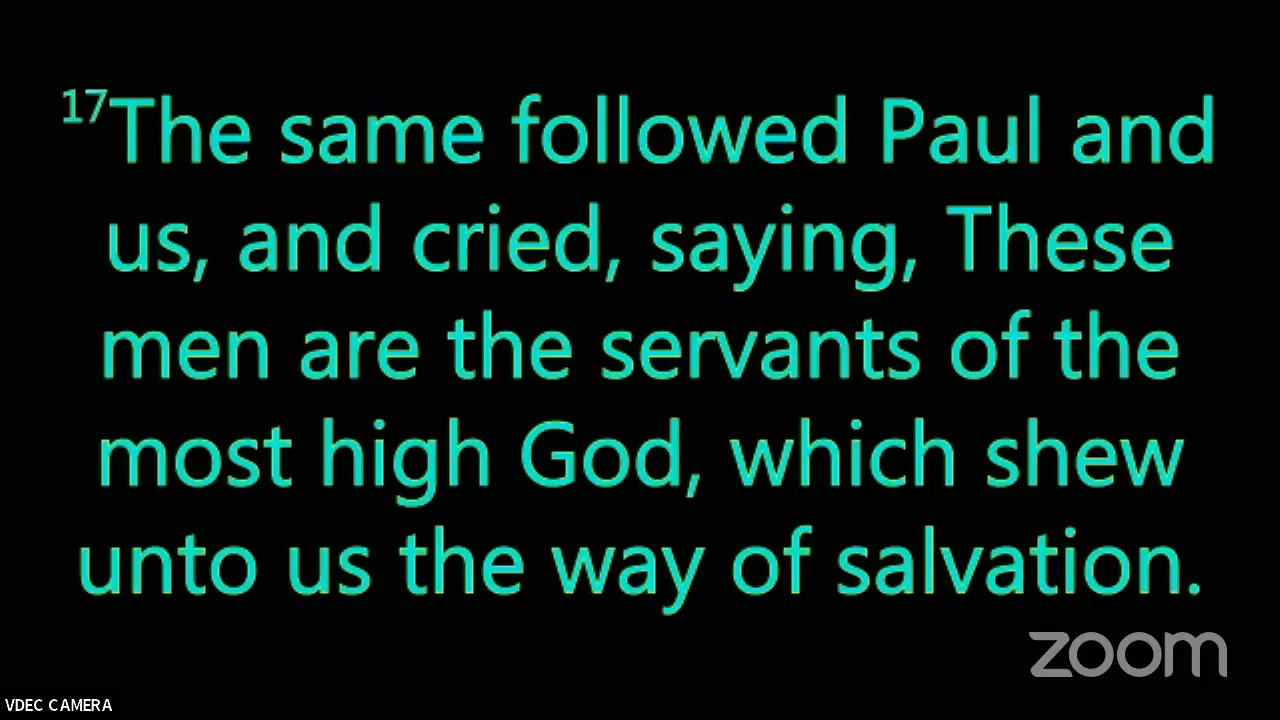 17The same followed Paul and
us, and cried, saying, These
men are the servants of the
most high God, which shew
unto us the way of salvation.
zoom
VDEC CAMERA